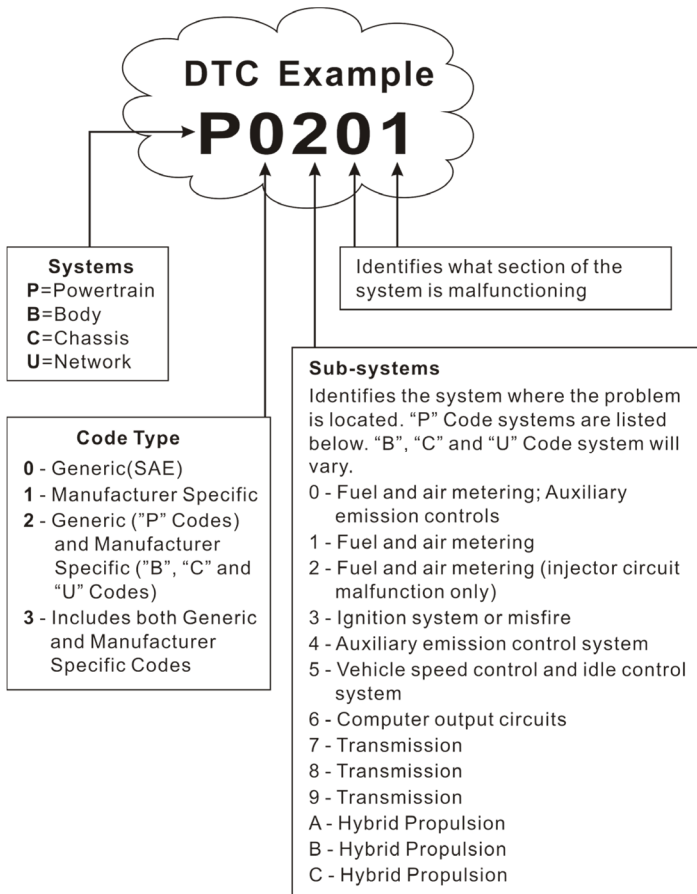 DTC Example
P0201
Systems
P=Powertrain
B=Body
C=Chassis
U=Network
Identifies what section of the
system is malfunctioning
Code Type
0 - Generic(SAE)
1 - Manufacturer Specific
2 - Generic (”P” Codes)
and Manufacturer
Specific (”B”, “C” and
“U” Codes)
3 - Includes both Generic
and Manufacturer
Specific Codes
Sub-systems
Identifies the system where the problem
is located. “P” Code systems are listed
below. “B”, “C” and “U” Code system will
vary.
0 - Fuel and air metering; Auxiliary
emission controls
1 - Fuel and air metering
2 - Fuel and air metering (injector circuit
malfunction only)
3 - Ignition system or misfire
4 - Auxiliary emission control system
5 - Vehicle speed control and idle control
system
6 - Computer output circuits
7 - Transmission
8 - Transmission
9 - Transmission
A - Hybrid Propulsion
B - Hybrid Propulsion
C - Hybrid Propulsion